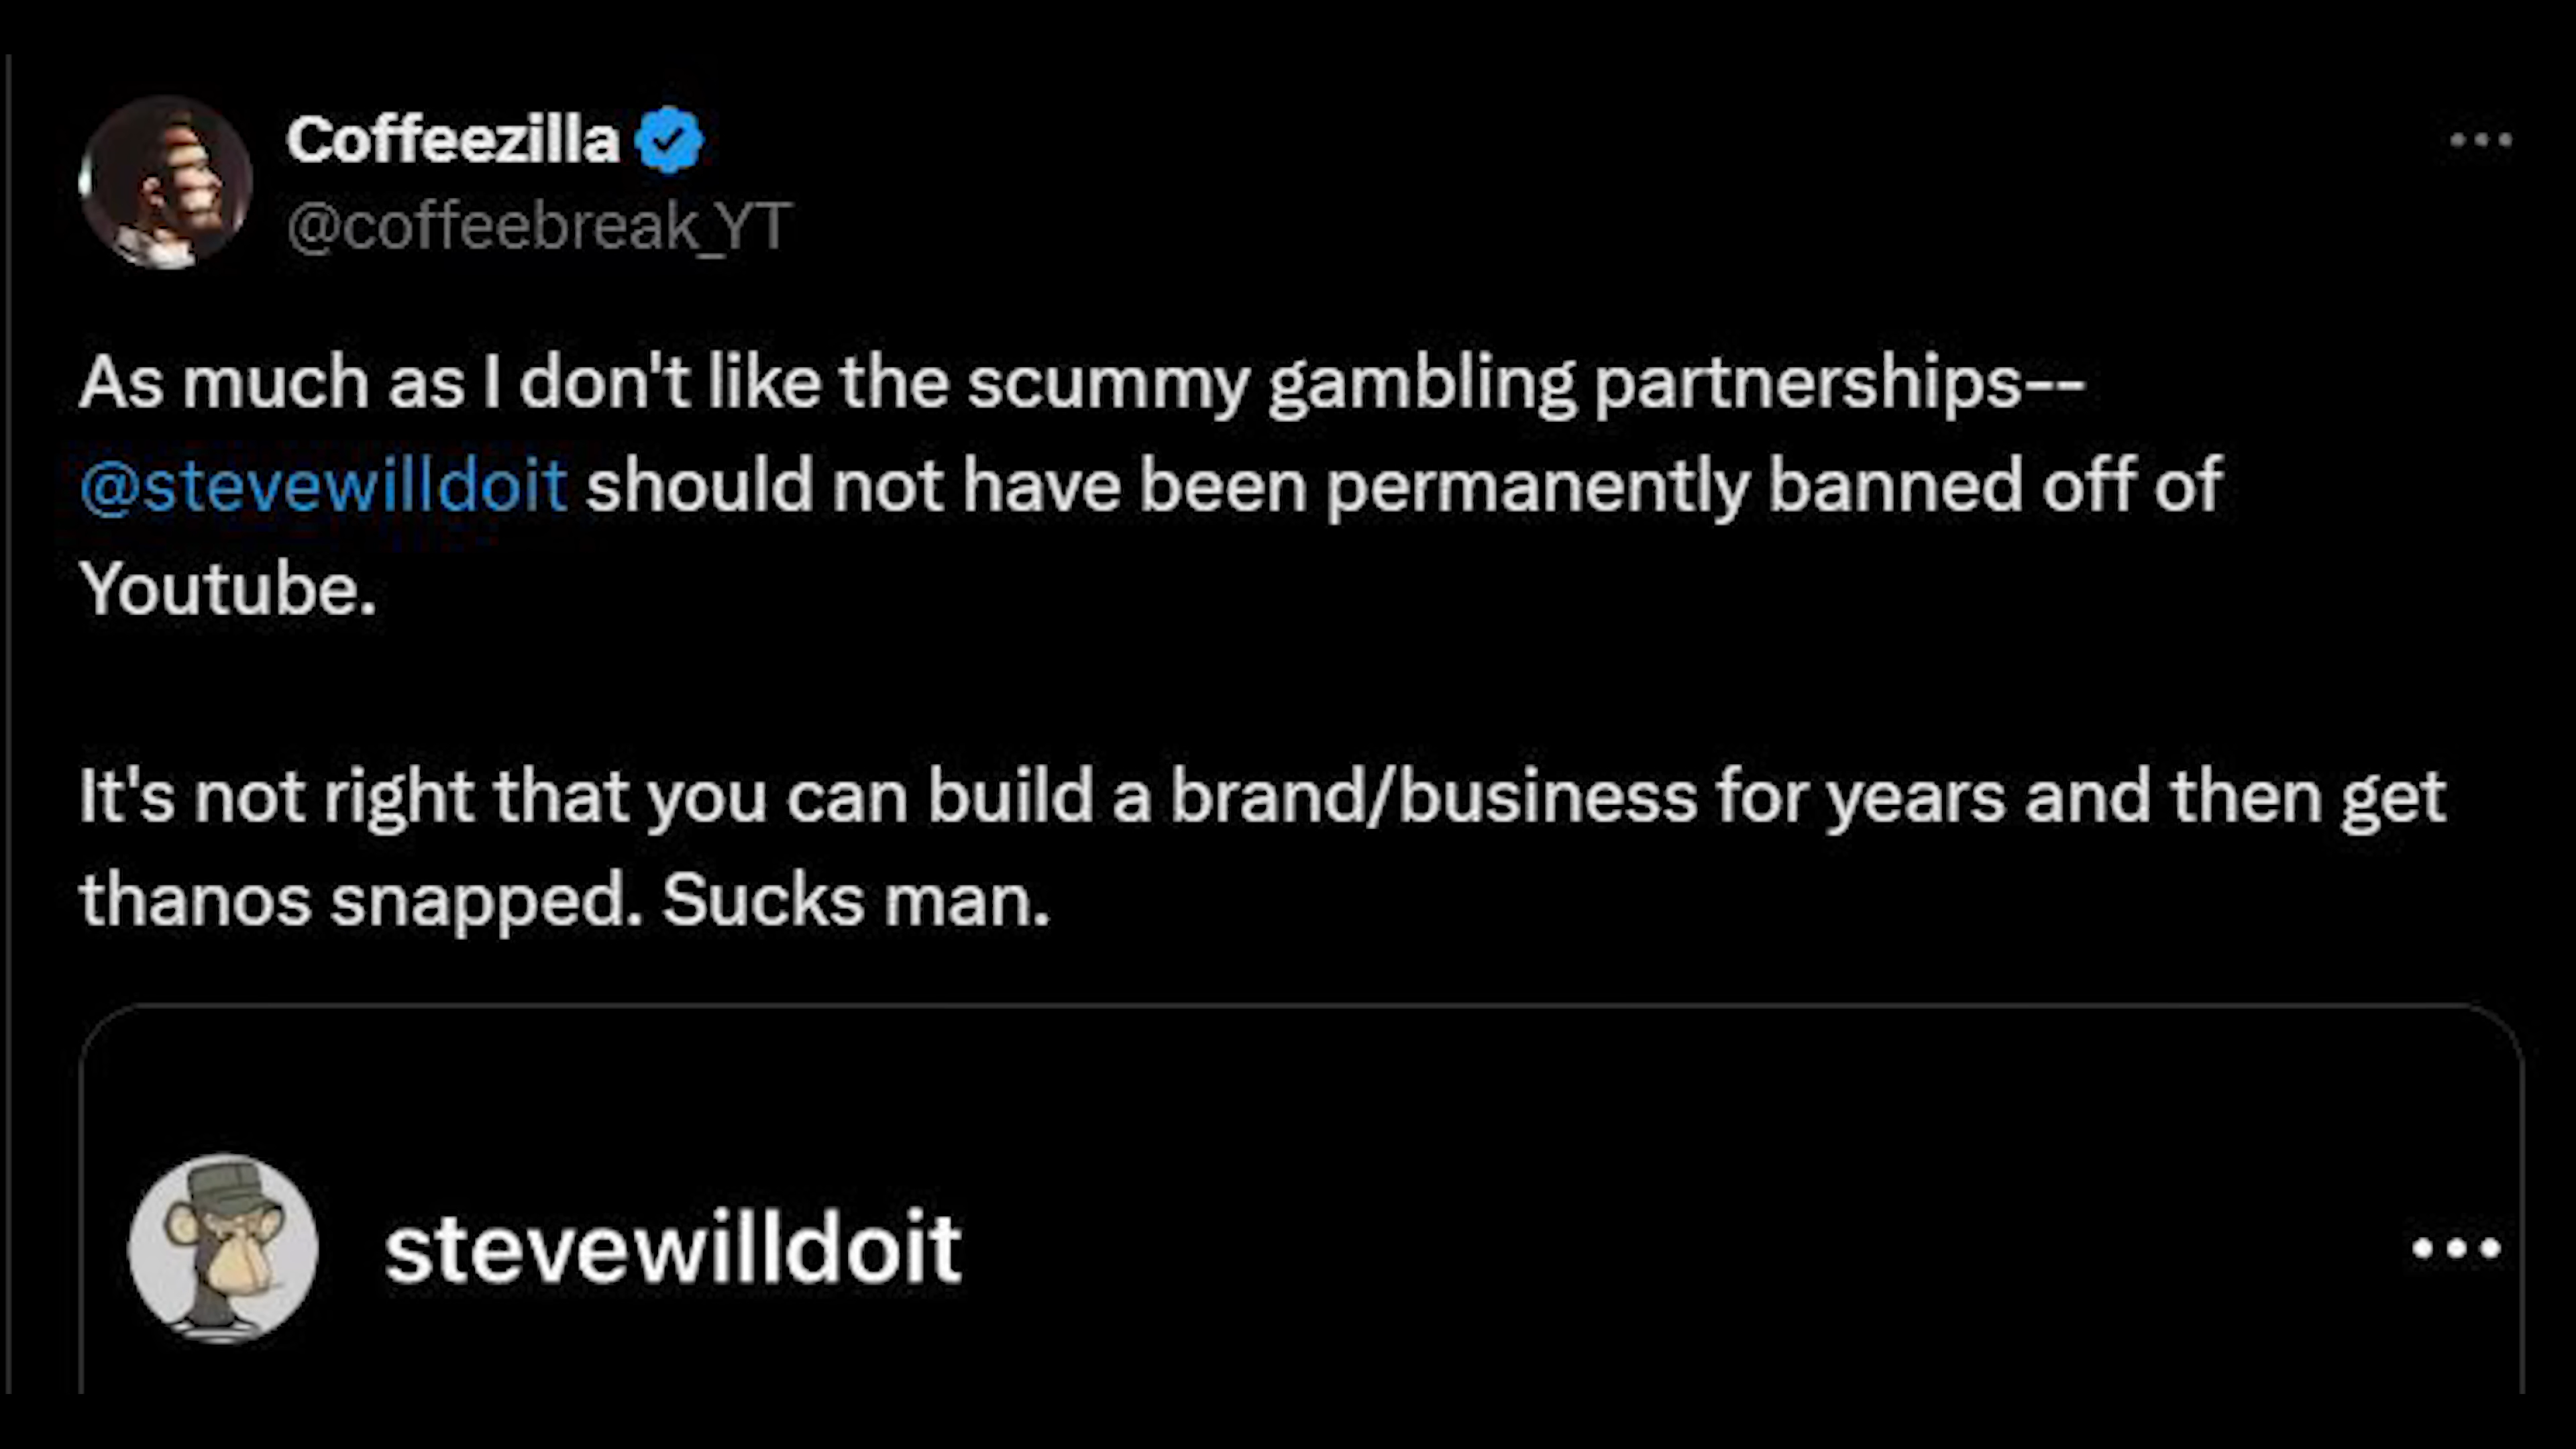 Coffeezilla
@coffeebreak_YT
As much as I don't like the scummy gambling partnerships--
@stevewilldoit should not have been permanently banned off of
Youtube.
It's not right that you can build a brand/business for years and then get
thanos snapped. Sucks man.
stevewilldoit